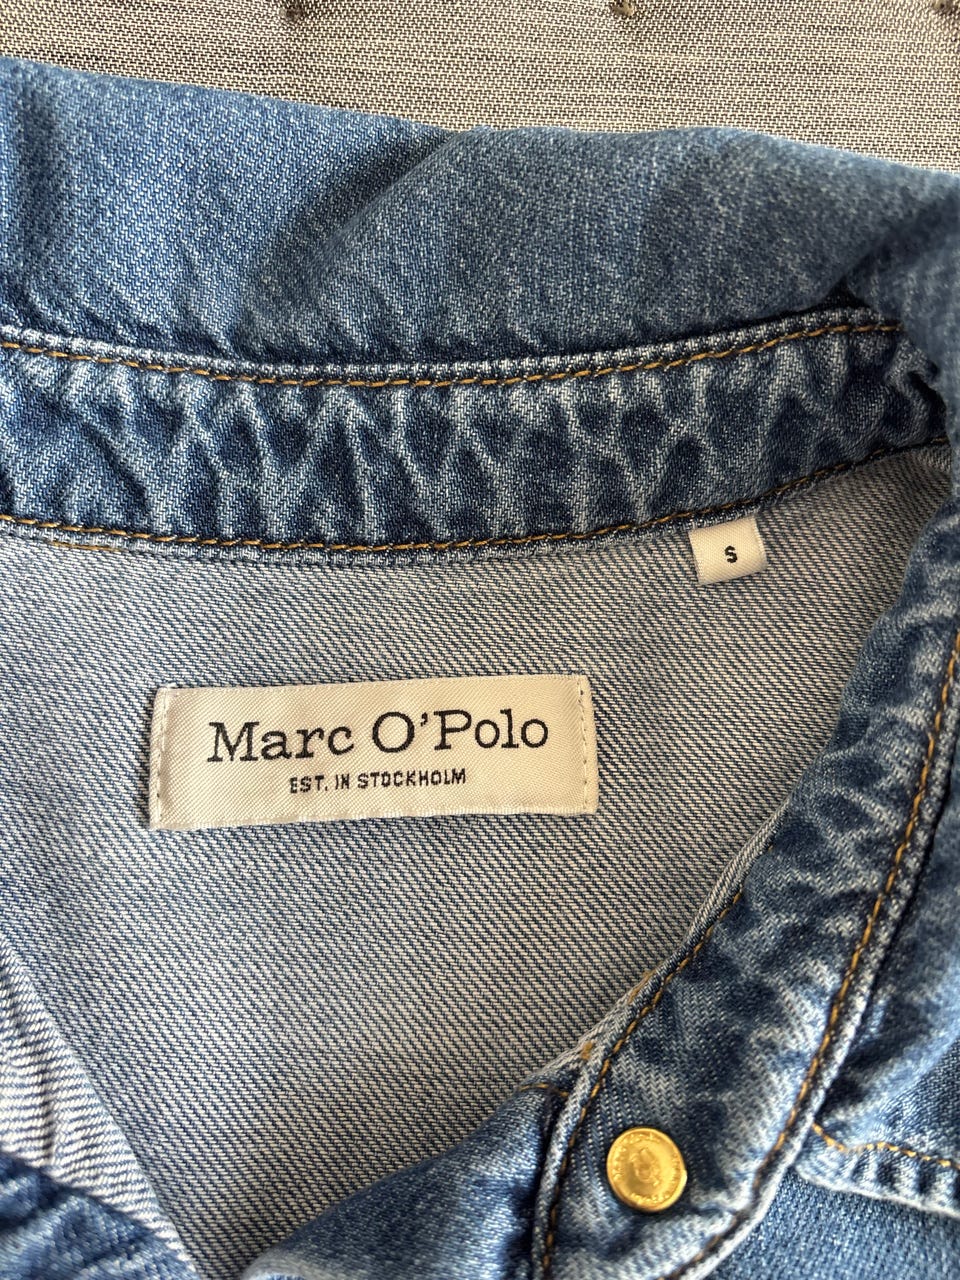 S
Marc O'Polo
EST. IN STOCKHOLM